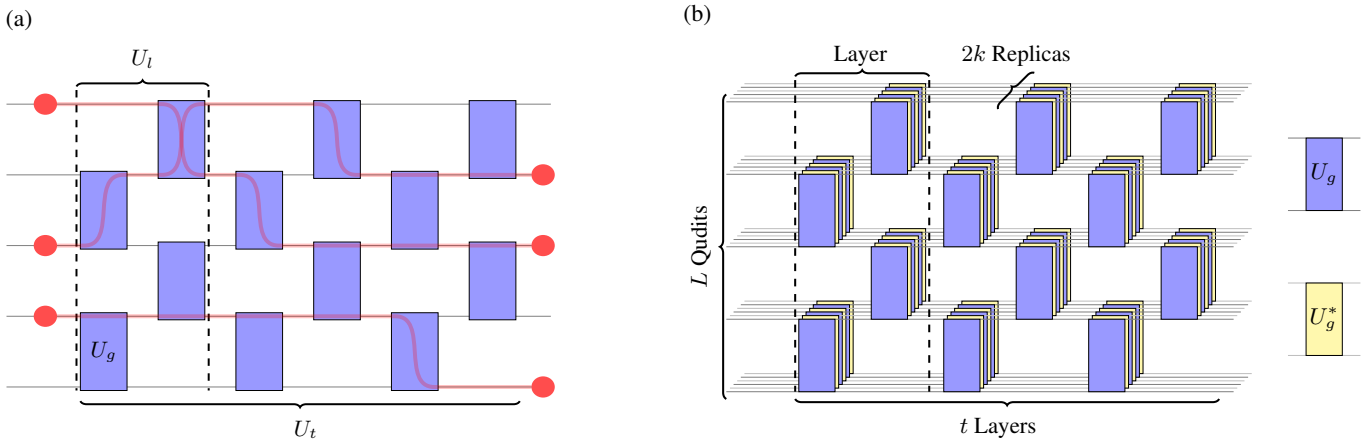 (a)
U_l
U_g
U_t
(b)
Layer
2k Replicas
L Qudits
t Layers
U_g
U_g^*